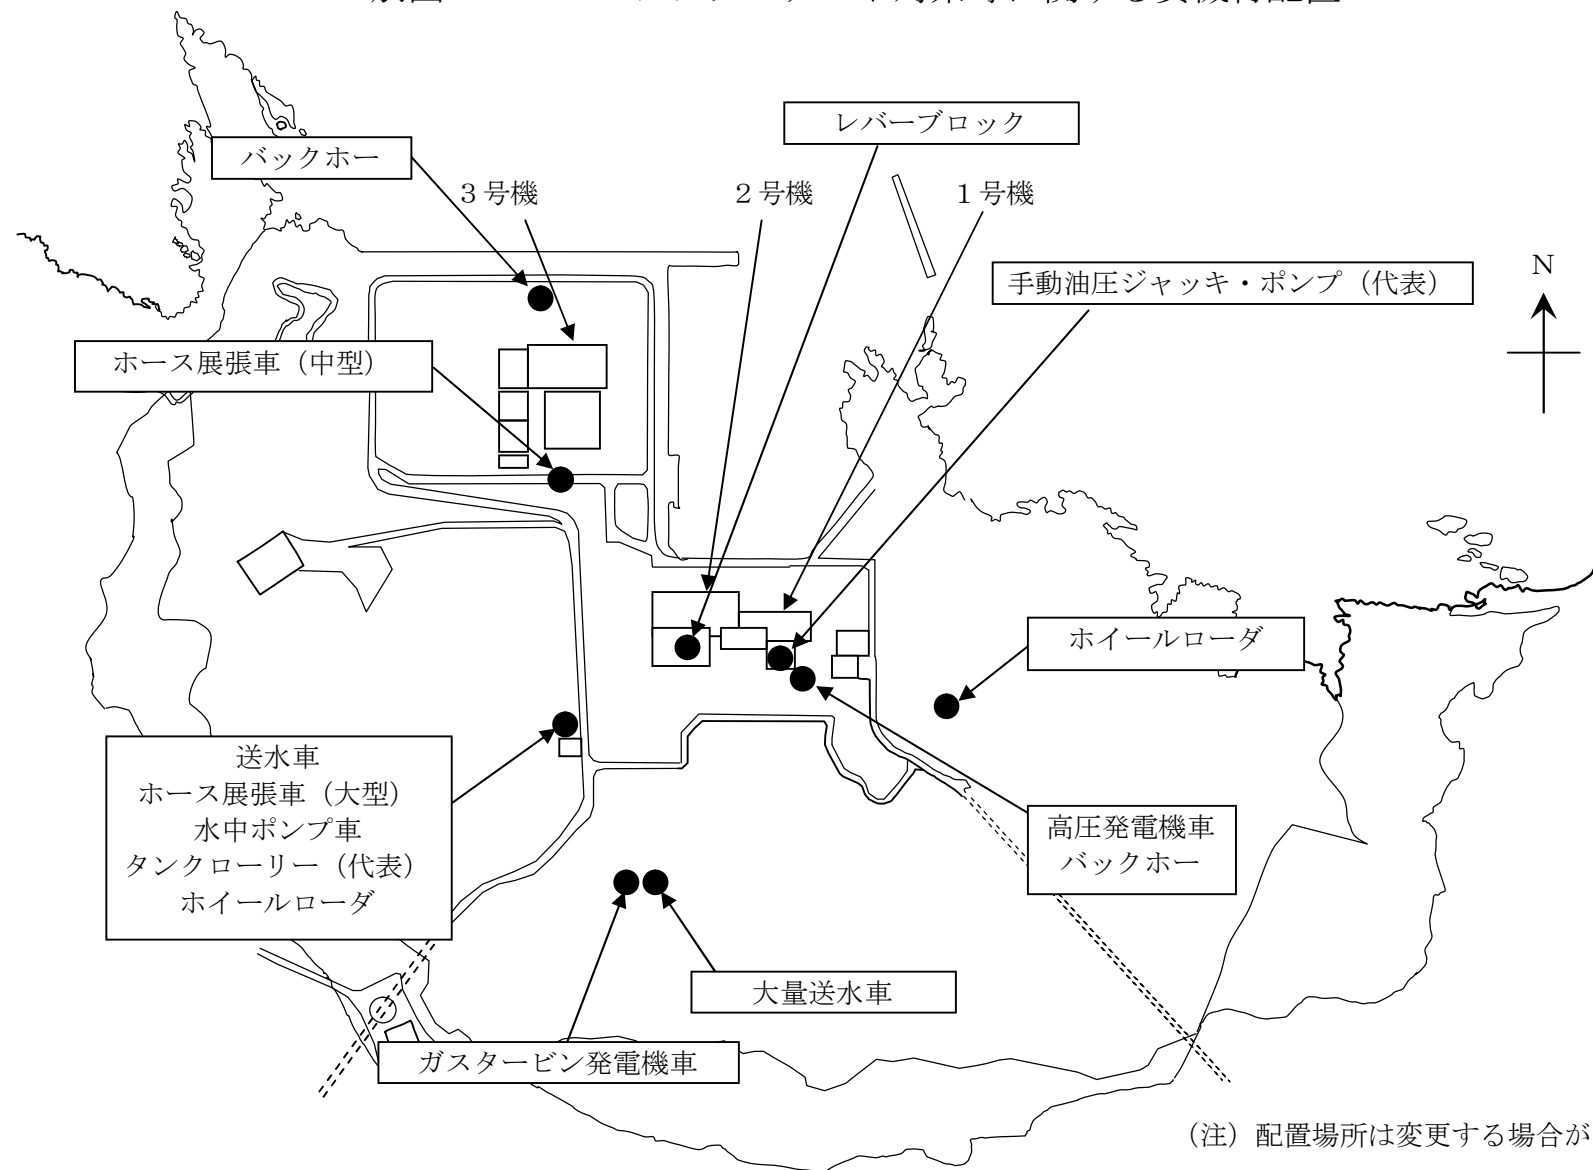 レバーブロック
バックホー
３号機
２号機
１号機
N
手動油圧ジャッキ・ポンプ（代表）
ホース展張車（中型）
ホイールローダ
送水車
ホース展張車（大型）
水中ポンプ車
タンクローリー（代表）
ホイールローダ
高圧発電機車
バックホー
大量送水車
ガスタービン発電機車
（注）配置場所は変更する場合が